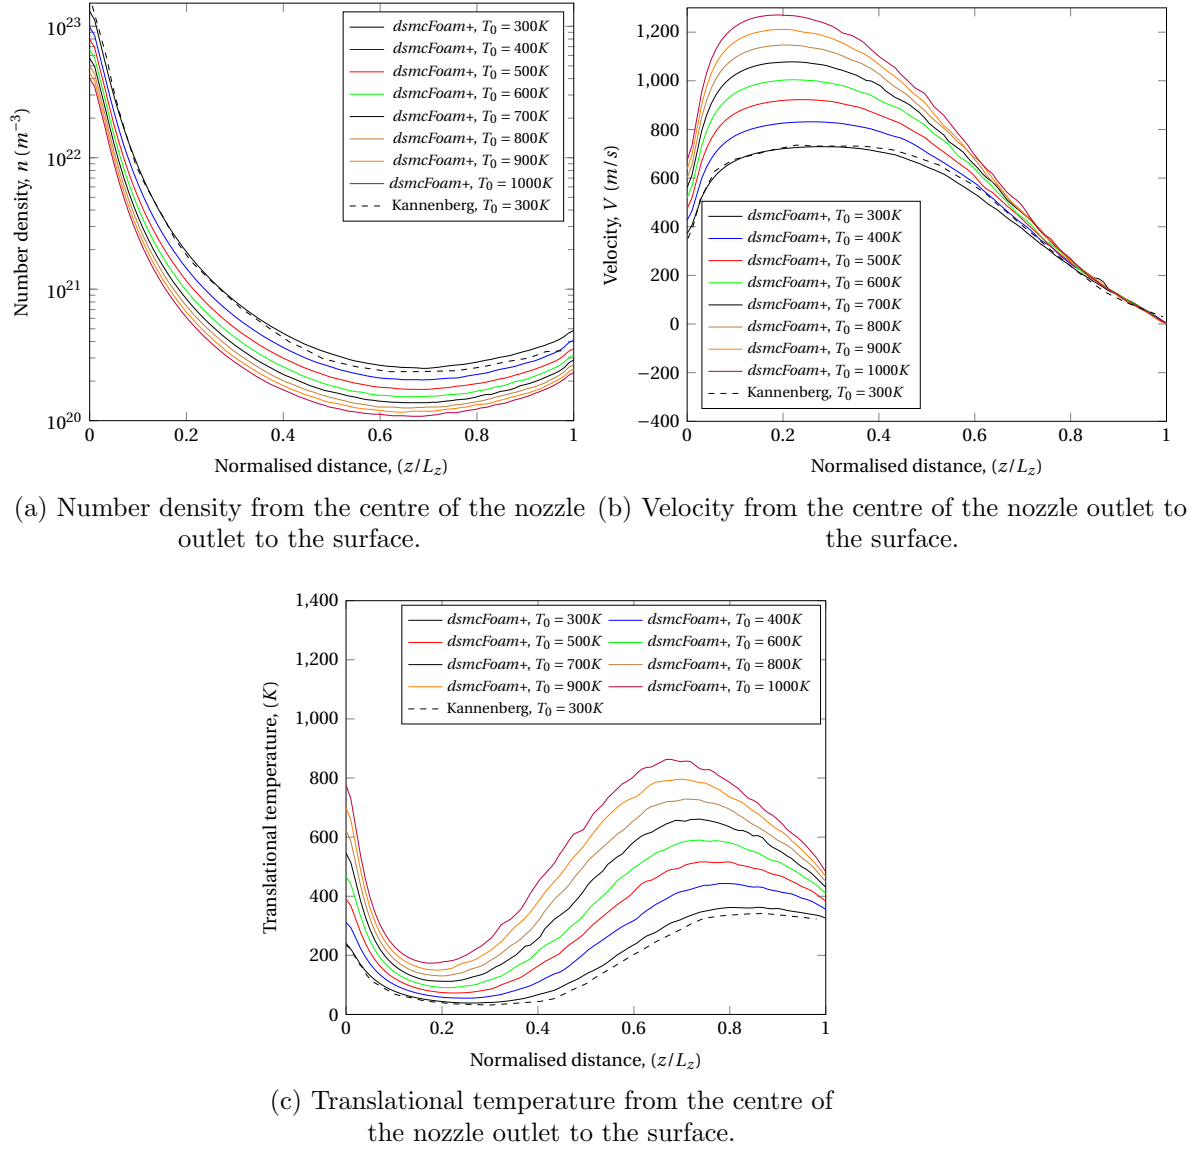 10^23
10^22
10^21
10^20
Number density, n (m^−3)
dsmcFoam+, T_0 = 300K
dsmcFoam+, T_0 = 400K
dsmcFoam+, T_0 = 500K
dsmcFoam+, T_0 = 600K
dsmcFoam+, T_0 = 700K
dsmcFoam+, T_0 = 800K
dsmcFoam+, T_0 = 900K
dsmcFoam+, T_0 = 1000K
Kannenberg, T_0 = 300K
0 0.2 0.4 0.6 0.8 1
Normalised distance, (z/L_z)
(a) Number density from the centre of the nozzle
outlet to the surface.
1,200
1,000
800
600
400
200
0
−200
−400
Velocity, V (m/s)
dsmcFoam+, T_0 = 300K
dsmcFoam+, T_0 = 400K
dsmcFoam+, T_0 = 500K
dsmcFoam+, T_0 = 600K
dsmcFoam+, T_0 = 700K
dsmcFoam+, T_0 = 800K
dsmcFoam+, T_0 = 900K
dsmcFoam+, T_0 = 1000K
Kannenberg, T_0 = 300K
0 0.2 0.4 0.6 0.8 1
Normalised distance, (z/L_z)
(b) Velocity from the centre of the nozzle outlet to
the surface.
1,400
1,200
1,000
800
600
400
200
0
Translational temperature, (K)
dsmcFoam+, T_0 = 300K dsmcFoam+, T_0 = 400K
dsmcFoam+, T_0 = 500K dsmcFoam+, T_0 = 600K
dsmcFoam+, T_0 = 700K dsmcFoam+, T_0 = 800K
dsmcFoam+, T_0 = 900K dsmcFoam+, T_0 = 1000K
Kannenberg, T_0 = 300K
0 0.2 0.4 0.6 0.8 1
Normalised distance, (z/L_z)
(c) Translational temperature from the centre of
the nozzle outlet to the surface.